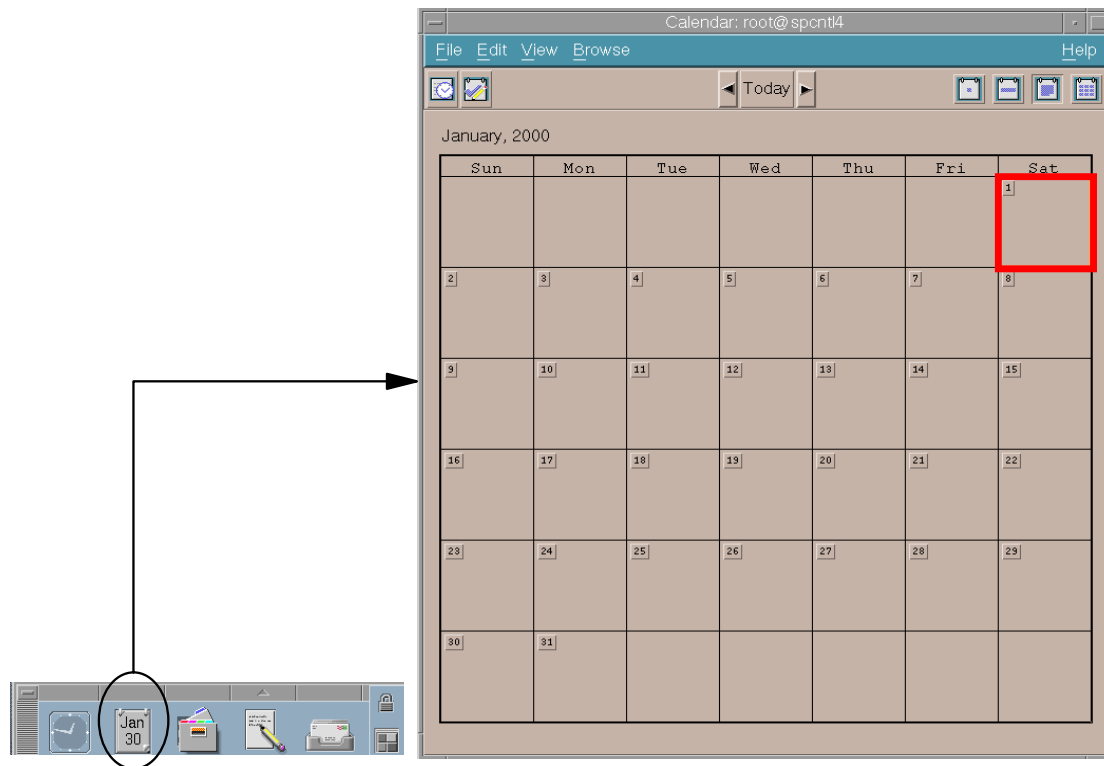 Calendar: root@spcntl4
File Edit View Browse Help
Today
January, 2000
Sun Mon Tue Wed Thu Fri Sat
1
2 3 4 5 6 7 8
9 10 11 12 13 14 15
16 17 18 19 20 21 22
23 24 25 26 27 28 29
30 31
Jan
30